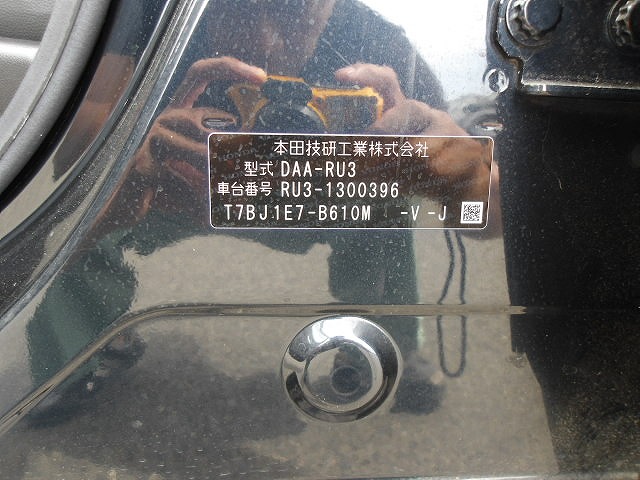 本田技研工業株式会社
型式 DAA-RU3
車台番号 RU3-1300396
T7BJ1E7-B610M -V -J